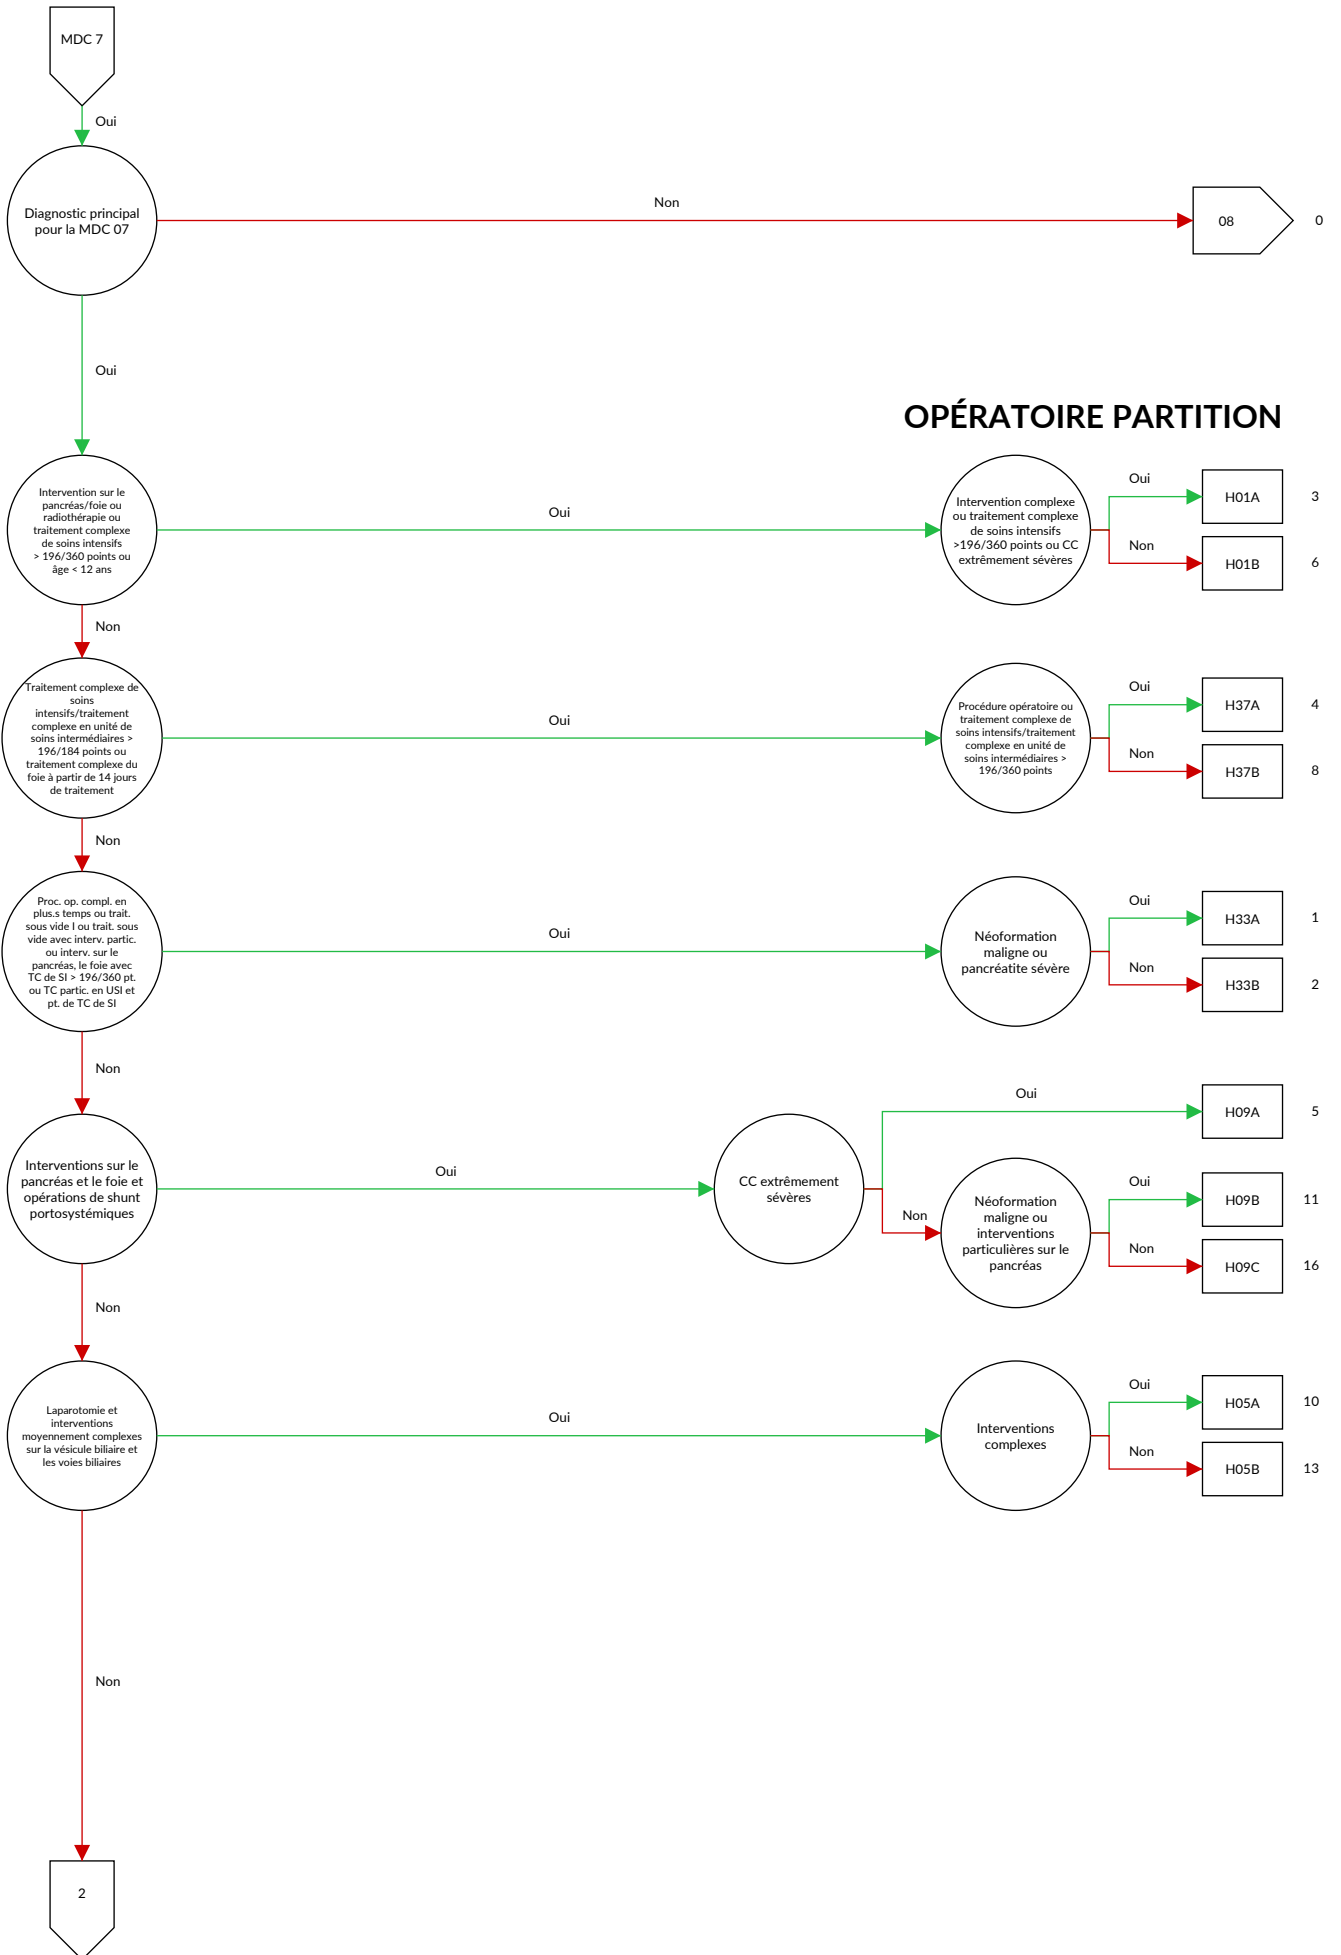 MDC 7
Oui
Diagnostic principal
pour la MDC 07
Non
08
0
Oui
OPÉRATOIRE PARTITION
Intervention sur le
pancréas/foie ou
radiothérapie ou
traitement complexe
de soins intensifs
> 196/360 points ou
âge < 12 ans
Oui
Intervention complexe
ou traitement complexe
de soins intensifs
>196/360 points ou CC
extrêmement sévères
Oui
H01A
3
Non
H01B
6
Non
Traitement complexe de
soins
intensifs/traitement
complexe en unité de
soins intermédiaires >
196/184 points ou
traitement complexe du
foie à partir de 14 jours
de traitement
Oui
Procédure opératoire ou
traitement complexe de
soins intensifs/traitement
complexe en unité de
soins intermédiaires >
196/360 points
Oui
H37A
4
Non
H37B
8
Non
Proc. op. compl. en
plus.s temps ou trait.
sous vide I ou trait. sous
vide avec interv. partic.
ou interv. sur le
pancréas, le foie avec
TC de SI > 196/360 pt.
ou TC partic. en USI et
pt. de TC de SI
Oui
Néoformation
maligne ou
pancréatite sévère
Oui
H33A
1
Non
H33B
2
Non
Interventions sur le
pancréas et le foie et
opérations de shunt
portosystémiques
Oui
CC extrêmement
sévères
Oui
H09A
5
Non
Néoformation
maligne ou
interventions
particulières sur le
pancréas
Oui
H09B
11
Non
H09C
16
Non
Laparotomie et
interventions
moyennement complexes
sur la vésicule biliaire et
les voies biliaires
Oui
Interventions
complexes
Oui
H05A
10
Non
H05B
13
Non
2